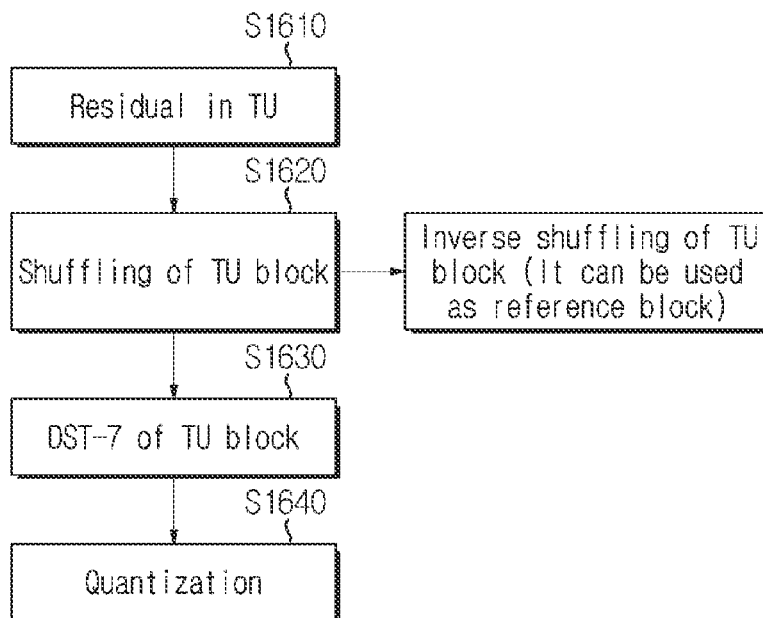 S1610
Residual in TU
S1620
Shuffling of TU block
Inverse shuffling of TU
block (It can be used
as reference block)
S1630
DST-7 of TU block
S1640
Quantization